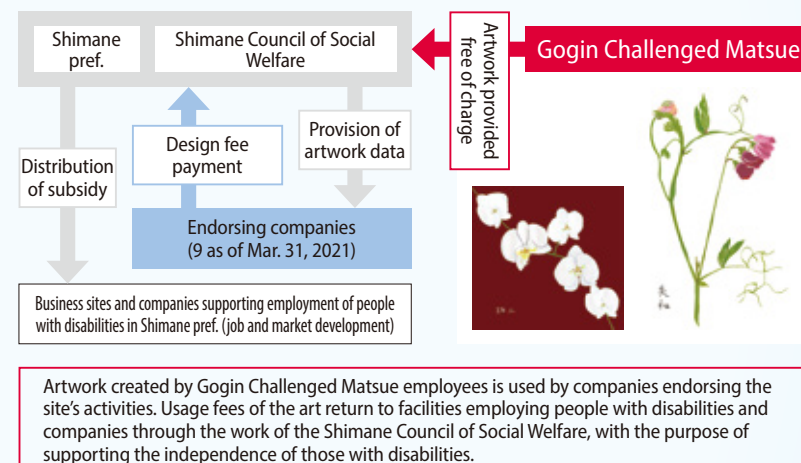 Shimane
pref.
Shimane Council of Social
Welfare
Artwork provided
free of charge
Gogin Challenged Matsue
Distribution
of subsidy
Design fee
payment
Provision of
artwork data
Endorsing companies
(9 as of Mar. 31, 2021)
Business sites and companies supporting employment of people
with disabilities in Shimane pref. (job and market development)
Artwork created by Gogin Challenged Matsue employees is used by companies endorsing the
site's activities. Usage fees of the art return to facilities employing people with disabilities and
companies through the work of the Shimane Council of Social Welfare, with the purpose of
supporting the independence of those with disabilities.